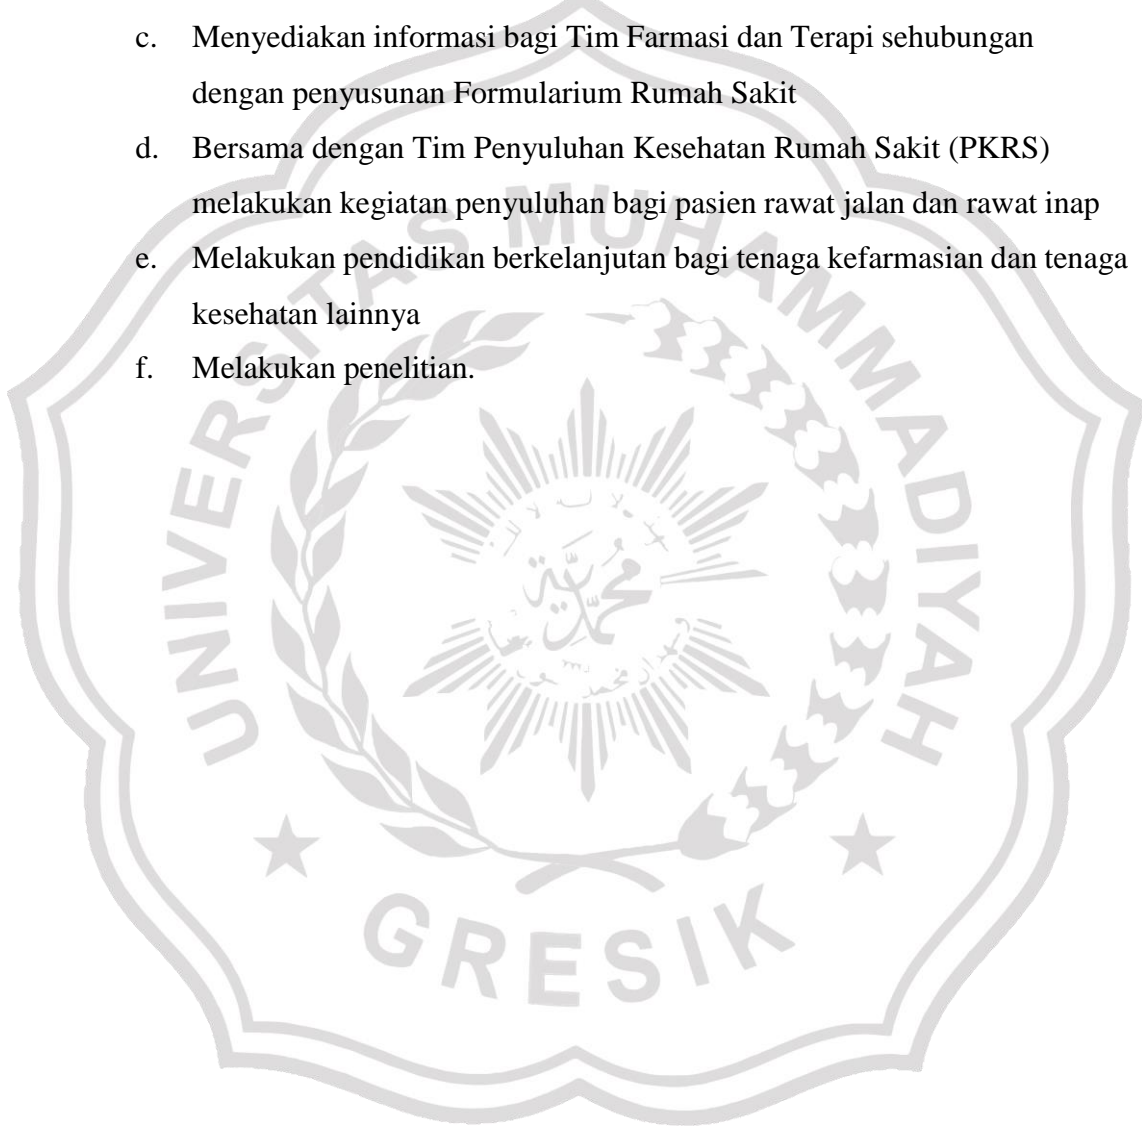 c. Menyediakan informasi bagi Tim Farmasi dan Terapi sehubungan
dengan penyusunan Formularium Rumah Sakit
d. Bersama dengan Tim Penyuluhan Kesehatan Rumah Sakit (PKRS)
melakukan kegiatan penyuluhan bagi pasien rawat jalan dan rawat inap
e. Melakukan pendidikan berkelanjutan bagi tenaga kefarmasian dan tenaga
kesehatan lainnya
f. Melakukan penelitian.
UNIVERSITAS MUHAMMADIYAH
GRESIK